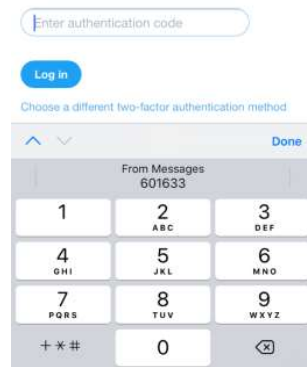 Enter authentication code
Log in
Choose a different two-factor authentication method
Done
From Messages
601633
1
2
ABC
3
DEF
4
GHI
5
JKL
6
MNO
7
PQRS
8
TUV
9
WXYZ
+*#
0